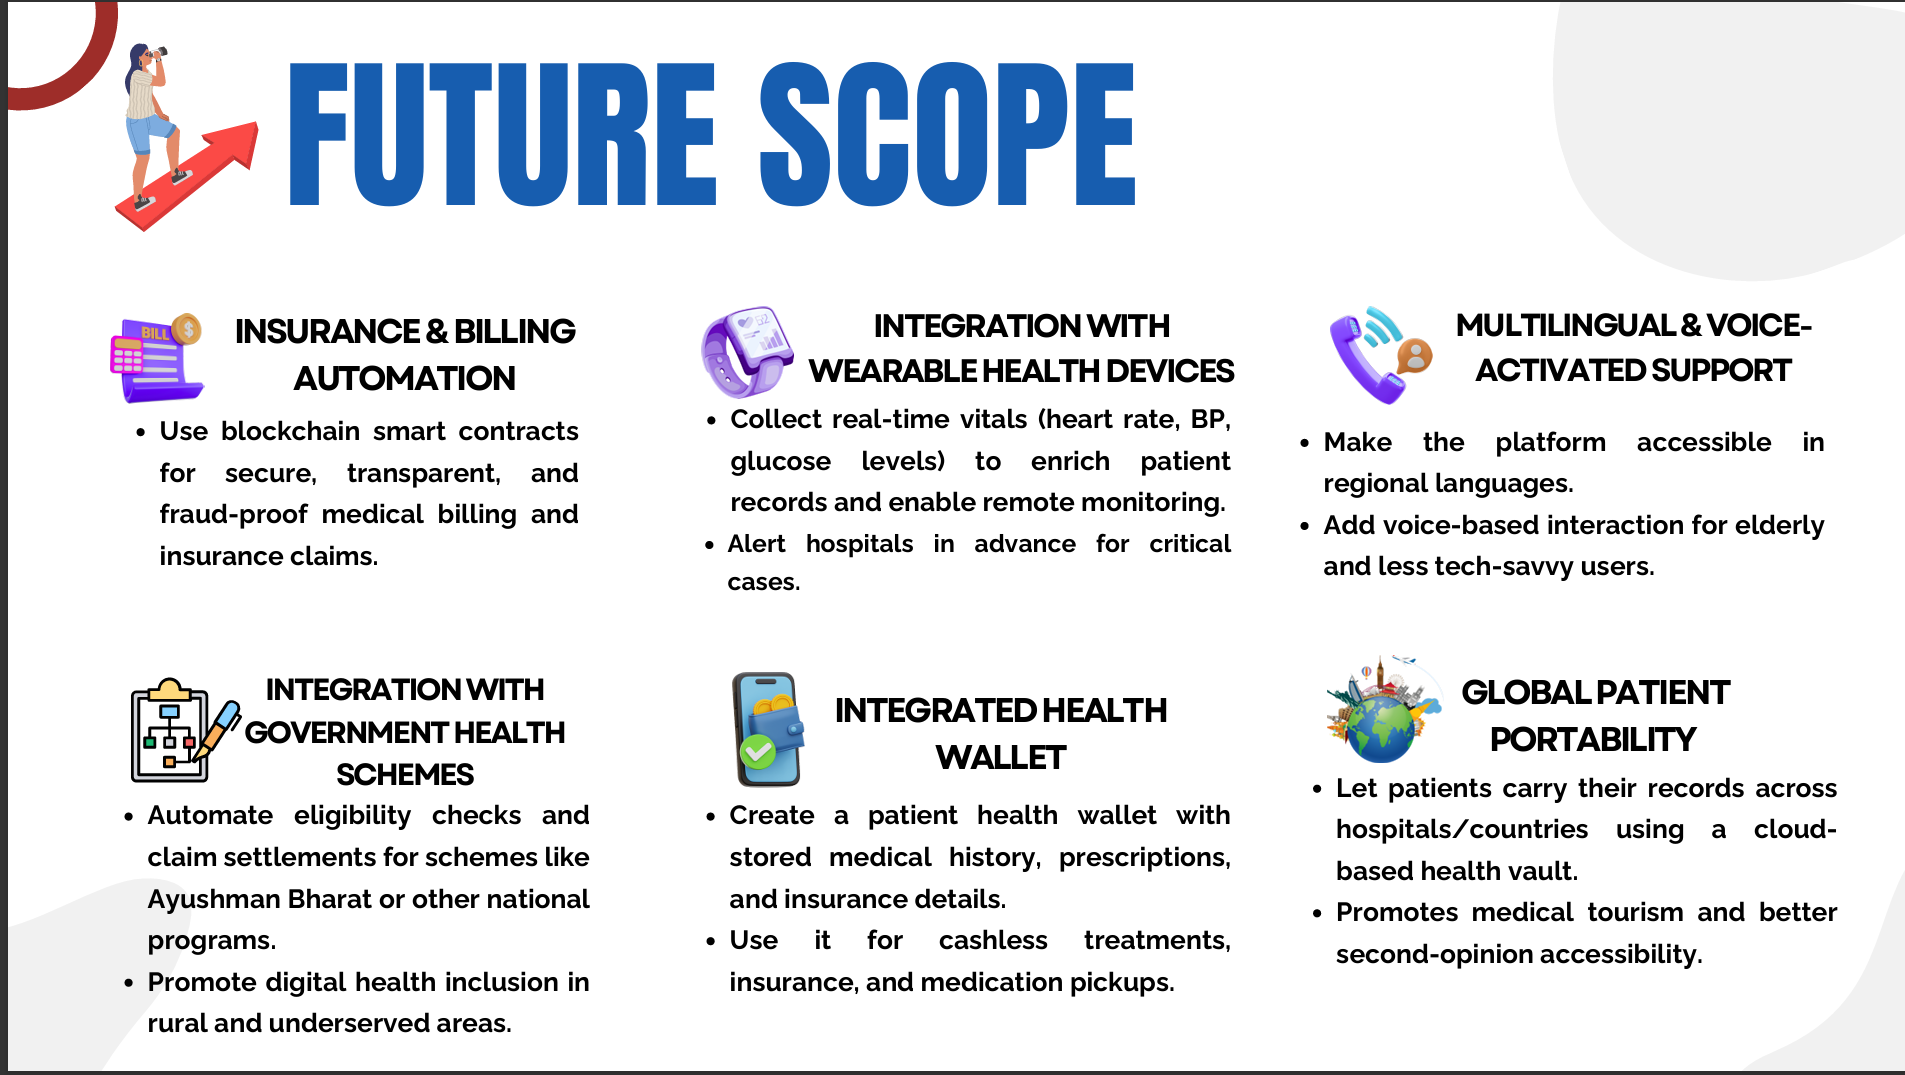 FUTURE SCOPE
BILL
$
INSURANCE & BILLING
AUTOMATION
Use blockchain smart contracts
for secure, transparent, and
fraud-proof medical billing and
insurance claims.
INTEGRATION WITH
WEARABLE HEALTH DEVICES
Collect real-time vitals (heart rate, BP,
glucose levels) to enrich patient
records and enable remote monitoring.
Alert hospitals in advance for critical
cases.
MULTILINGUAL & VOICE-
ACTIVATED SUPPORT
Make the platform accessible in
regional languages.
Add voice-based interaction for elderly
and less tech-savvy users.
INTEGRATION WITH
GOVERNMENT HEALTH
SCHEMES
Automate eligibility checks and
claim settlements for schemes like
Ayushman Bharat or other national
programs.
Promote digital health inclusion in
rural and underserved areas.
INTEGRATED HEALTH
WALLET
Create a patient health wallet with
stored medical history, prescriptions,
and insurance details.
Use it for cashless treatments,
insurance, and medication pickups.
GLOBAL PATIENT
PORTABILITY
Let patients carry their records across
hospitals/countries using a cloud-
based health vault.
Promotes medical tourism and better
second-opinion accessibility.